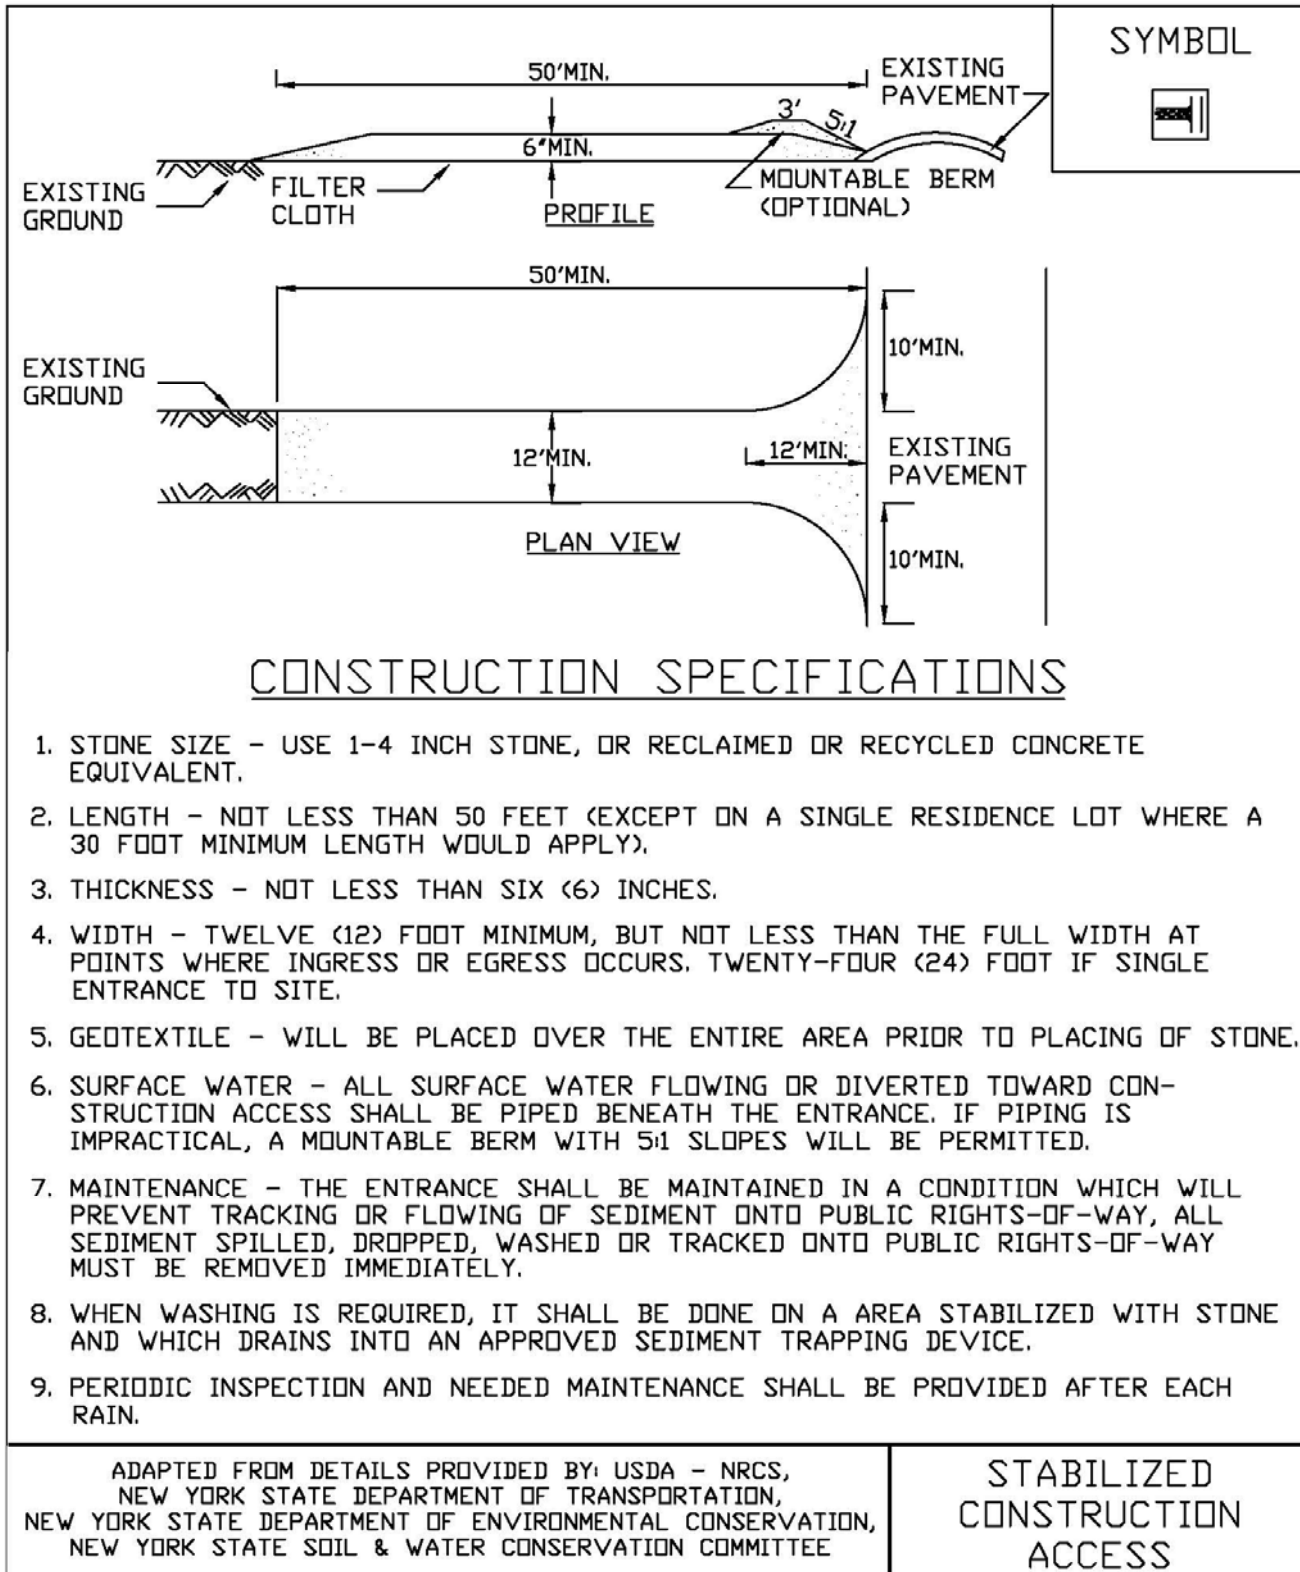 SYMBOL
50'MIN.
EXISTING
PAVEMENT
3'
5:1
6"MIN.
EXISTING
GROUND
FILTER
CLOTH
PROFILE
MOUNTABLE BERM
(OPTIONAL)
50'MIN.
10'MIN.
EXISTING
GROUND
12'MIN.
12'MIN.
EXISTING
PAVEMENT
PLAN VIEW
10'MIN.
CONSTRUCTION SPECIFICATIONS
1. STONE SIZE - USE 1-4 INCH STONE, OR RECLAIMED OR RECYCLED CONCRETE
EQUIVALENT.
2. LENGTH - NOT LESS THAN 50 FEET (EXCEPT ON A SINGLE RESIDENCE LOT WHERE A
30 FOOT MINIMUM LENGTH WOULD APPLY).
3. THICKNESS - NOT LESS THAN SIX (6) INCHES.
4. WIDTH - TWELVE (12) FOOT MINIMUM, BUT NOT LESS THAN THE FULL WIDTH AT
POINTS WHERE INGRESS OR EGRESS OCCURS. TWENTY-FOUR (24) FOOT IF SINGLE
ENTRANCE TO SITE.
5. GEOTEXTILE - WILL BE PLACED OVER THE ENTIRE AREA PRIOR TO PLACING OF STONE.
6. SURFACE WATER - ALL SURFACE WATER FLOWING OR DIVERTED TOWARD CON-
STRUCTION ACCESS SHALL BE PIPED BENEATH THE ENTRANCE. IF PIPING IS
IMPRACTICAL, A MOUNTABLE BERM WITH 5:1 SLOPES WILL BE PERMITTED.
7. MAINTENANCE - THE ENTRANCE SHALL BE MAINTAINED IN A CONDITION WHICH WILL
PREVENT TRACKING OR FLOWING OF SEDIMENT ONTO PUBLIC RIGHTS-OF-WAY, ALL
SEDIMENT SPILLED, DROPPED, WASHED OR TRACKED ONTO PUBLIC RIGHTS-OF-WAY
MUST BE REMOVED IMMEDIATELY.
8. WHEN WASHING IS REQUIRED, IT SHALL BE DONE ON A AREA STABILIZED WITH STONE
AND WHICH DRAINS INTO AN APPROVED SEDIMENT TRAPPING DEVICE.
9. PERIODIC INSPECTION AND NEEDED MAINTENANCE SHALL BE PROVIDED AFTER EACH
RAIN.
ADAPTED FROM DETAILS PROVIDED BY: USDA - NRCS,
NEW YORK STATE DEPARTMENT OF TRANSPORTATION,
NEW YORK STATE DEPARTMENT OF ENVIRONMENTAL CONSERVATION,
NEW YORK STATE SOIL & WATER CONSERVATION COMMITTEE
STABILIZED
CONSTRUCTION
ACCESS